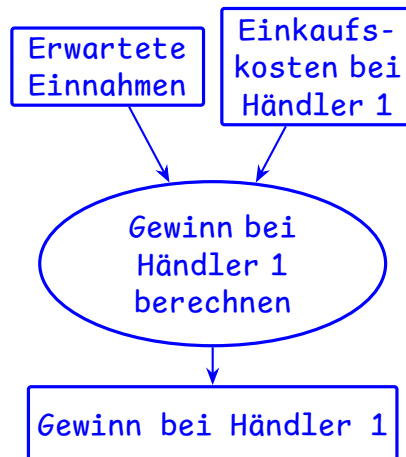 Erwartete
Einnahmen
Einkaufs-
kosten bei
Händler 1
Gewinn bei
Händler 1
berechnen
Gewinn bei Händler 1